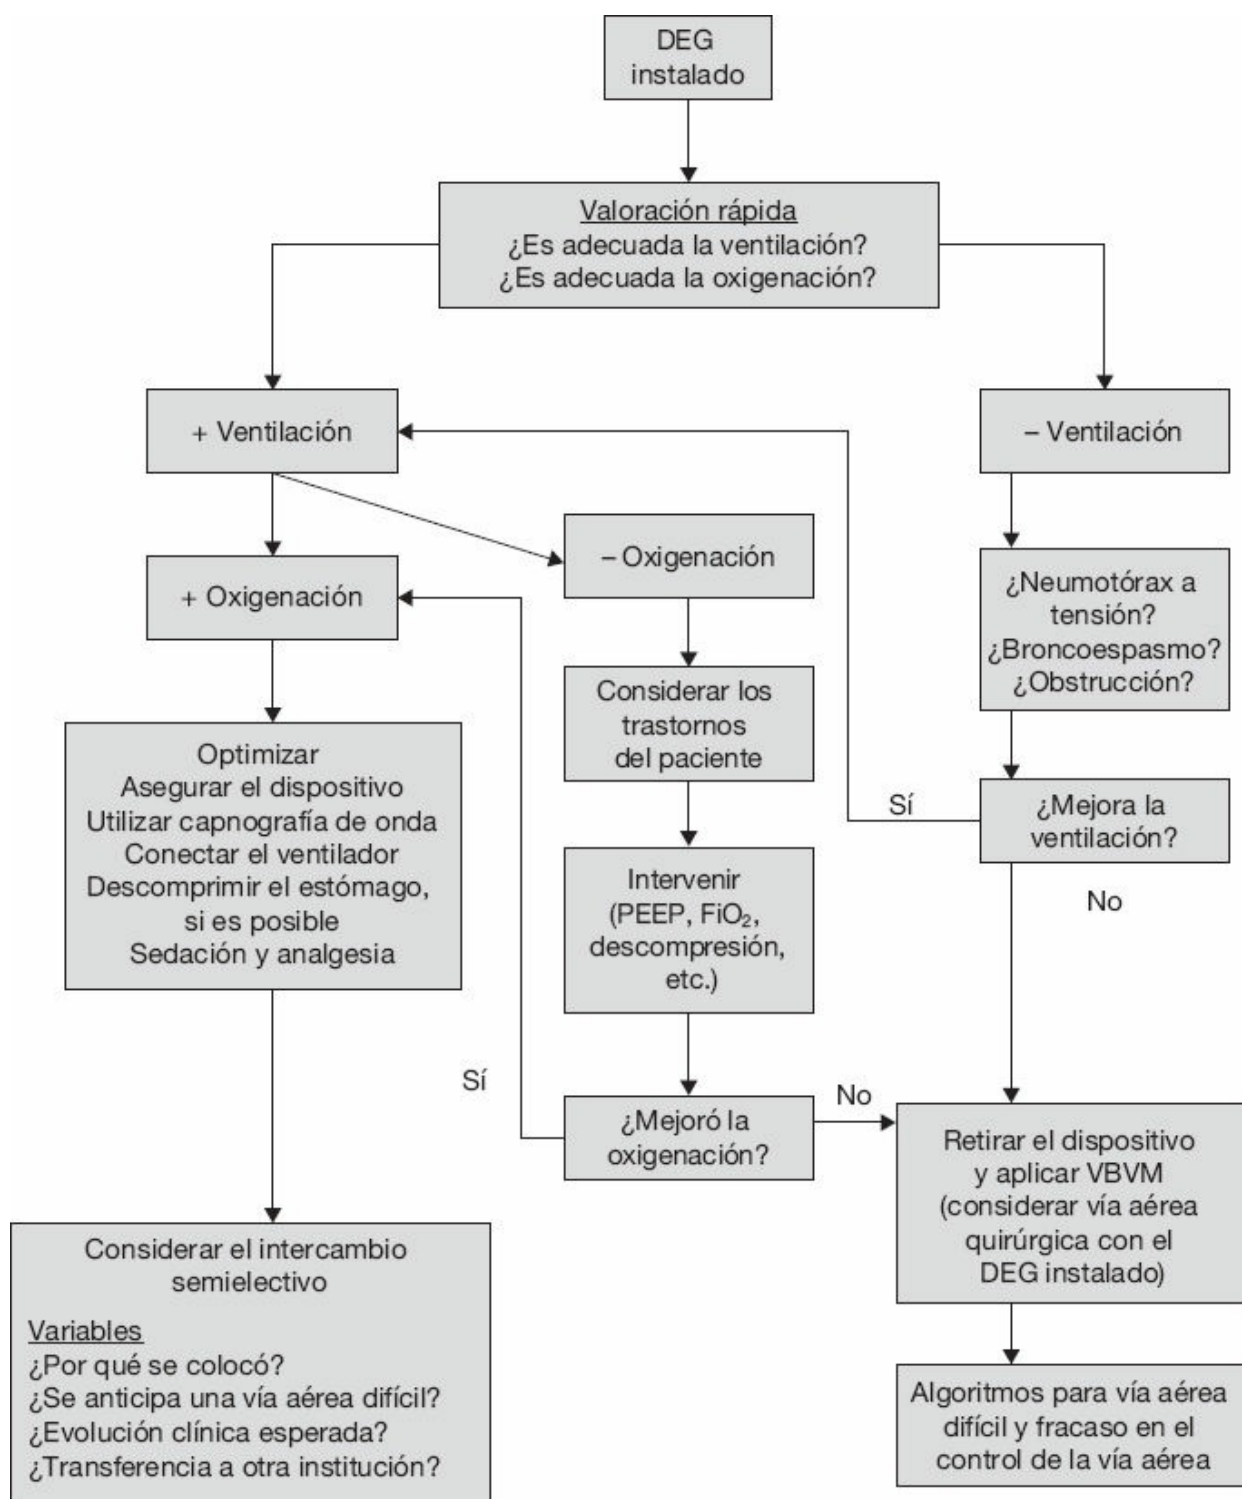 DEG
instalado
Valoración rápida
¿Es adecuada la ventilación?
¿Es adecuada la oxigenación?
+ Ventilación
– Ventilación
– Oxigenación
+ Oxigenación
¿Neumotórax a
tensión?
¿Broncoespasmo?
¿Obstrucción?
Considerar los
trastornos
del paciente
Optimizar
Asegurar el dispositivo
Utilizar capnografía de onda
Conectar el ventilador
Descomprimir el estómago,
si es posible
Sedación y analgesia
Sí
¿Mejora la
ventilación?
No
Intervenir
(PEEP, FiO₂,
descompresión,
etc.)
Sí
¿Mejoró la
oxigenación?
No
Retirar el dispositivo
y aplicar VBVM
(considerar vía aérea
quirúrgica con el
DEG instalado)
Considerar el intercambio
semielectivo
Variables
¿Por qué se colocó?
¿Se anticipa una vía aérea difícil?
¿Evolución clínica esperada?
¿Transferencia a otra institución?
Algoritmos para vía aérea
difícil y fracaso en el
control de la vía aérea